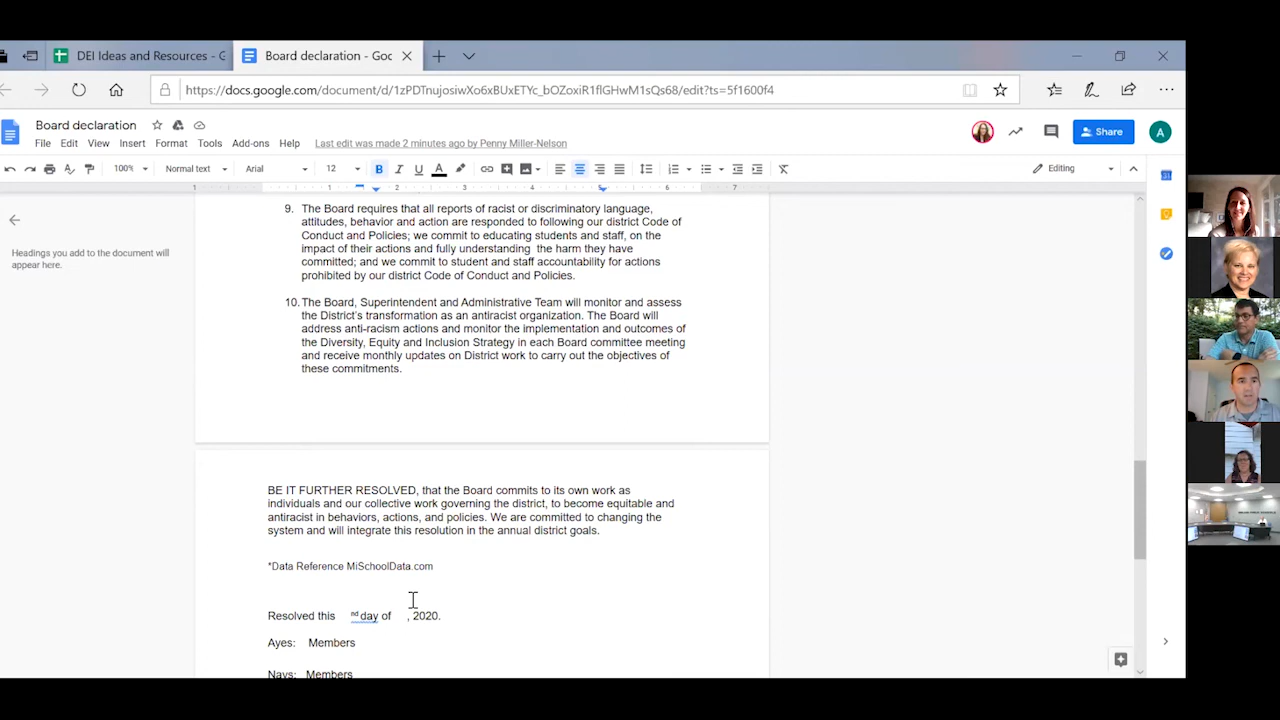 DEI Ideas and Resources - G
Board declaration - Goo
https://docs.google.com/document/d/1zPDTnujosiwXo6xBUxETYc_bOZoxiR1flGHwM1sQs68/edit?ts=5f1600f4
Board declaration
File Edit View Insert Format Tools Add-ons Help Last edit was made 2 minutes ago by Penny Miller-Nelson
Share
A
100% Normal text Arial 12 B I U A Editing
1 1 2 3 4 5 6 7
Headings you add to the document will
appear here.
9. The Board requires that all reports of racist or discriminatory language,
attitudes, behavior and action are responded to following our district Code of
Conduct and Policies; we commit to educating students and staff, on the
impact of their actions and fully understanding the harm they have
committed; and we commit to student and staff accountability for actions
prohibited by our district Code of Conduct and Policies.
10. The Board, Superintendent and Administrative Team will monitor and assess
the District's transformation as an antiracist organization. The Board will
address anti-racism actions and monitor the implementation and outcomes of
the Diversity, Equity and Inclusion Strategy in each Board committee meeting
and receive monthly updates on District work to carry out the objectives of
these commitments.
BE IT FURTHER RESOLVED, that the Board commits to its own work as
individuals and our collective work governing the district, to become equitable and
antiracist in behaviors, actions, and policies. We are committed to changing the
system and will integrate this resolution in the annual district goals.
*Data Reference MiSchoolData.com
Resolved this nd day of , 2020.
Ayes: Members
Nays: Members